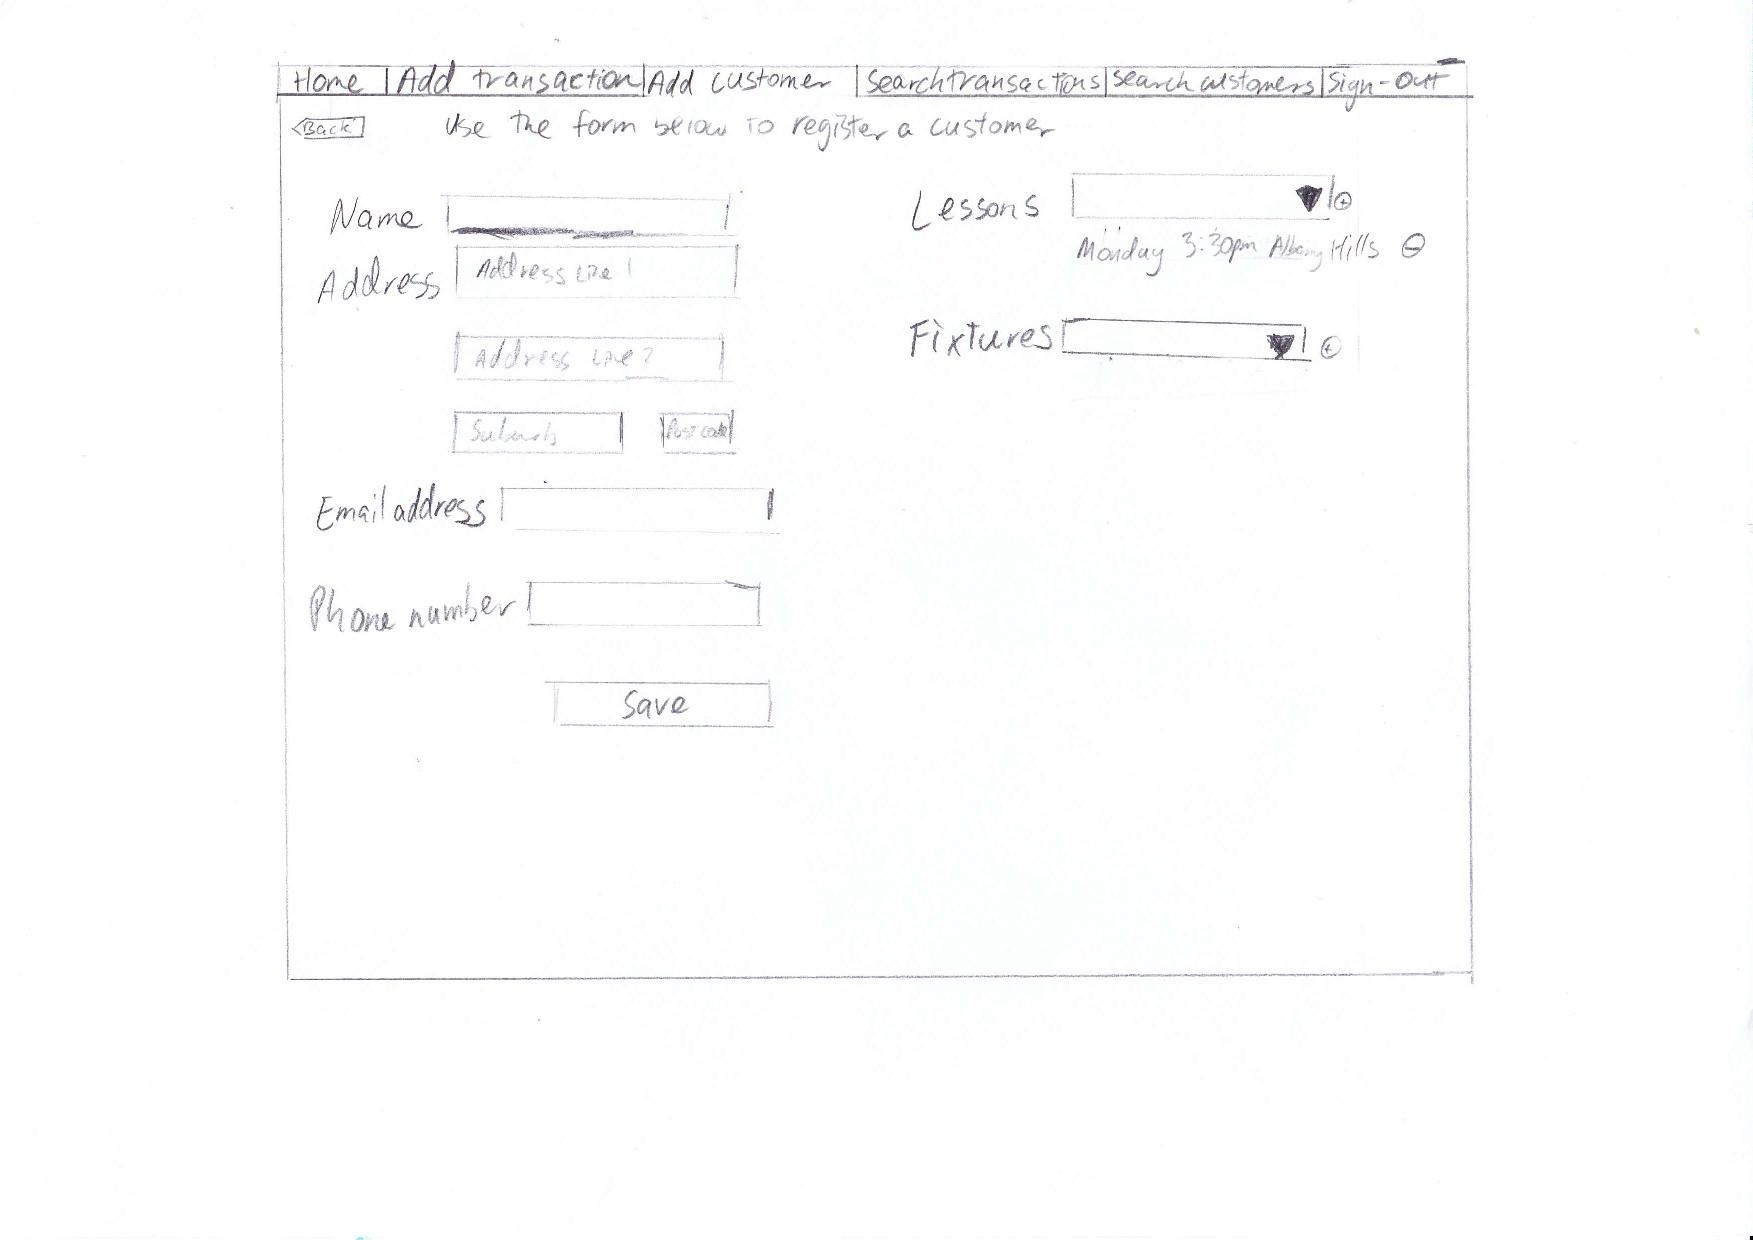 Home Add transaction Add customer Search transactions Search customers Sign-Out
Back Use the form below to register a customer
Name
Address Address Line 1
Address Line 2
Suburb Post code
Email address
Phone number
Save
Lessons
Monday 3:30pm Albany Hills
Fixtures